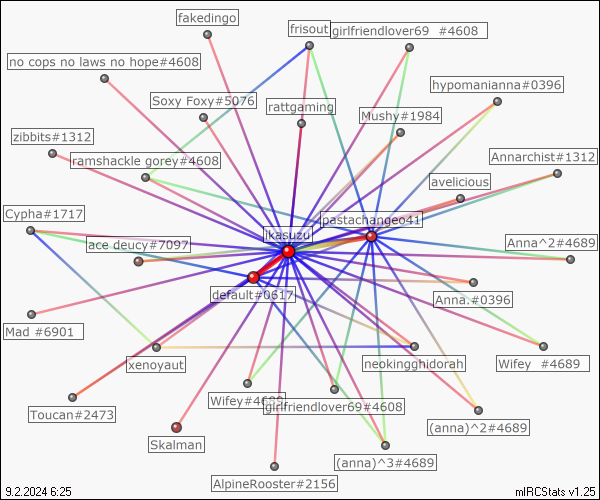 fakedingo
frisout
girlfriendlover69 #4608
no cops no laws no hope#4608
hypomanianna#0396
Soxy Foxy#5076
rattgaming
Mushy#1984
zibbits#1312
ramshackle gorey#4608
Annarchist#1312
avelicious
Cypha#1717
pastachangeo41
jkasuzu
ace deucy#7097
Anna^2#4689
default#0617
Anna.#0396
Mad #6901
xenoyaut
neokingghidorah
Wifey #4689
Wifey#4689
girlfriendlover69#4608
Toucan#2473
(anna)^2#4689
Skalman
(anna)^3#4689
AlpineRooster#2156
9.2.2024 6:25
mIRCStats v1.25